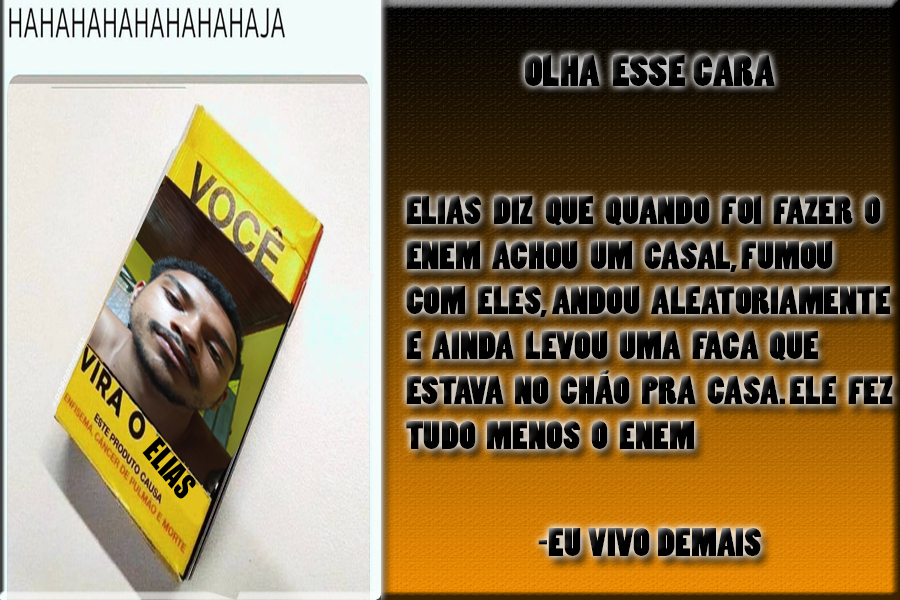 HAHAHAHAHAHAHAHAHAJA
VOCÊ
VIRA O ELIAS
ESTE PRODUTO CAUSA
ENFISEMA, CÂNCER DE PULMÃO E MORTE
OLHA ESSE CARA
ELIAS DIZ QUE QUANDO FOI FAZER O
ENEM ACHOU UM CASAL, FUMOU
COM ELES, ANDOU ALEATORIAMENTE
E AINDA LEVOU UMA FACA QUE
ESTAVA NO CHÃO PRA CASA. ELE FEZ
TUDO MENOS O ENEM
-EU VIVO DEMAIS